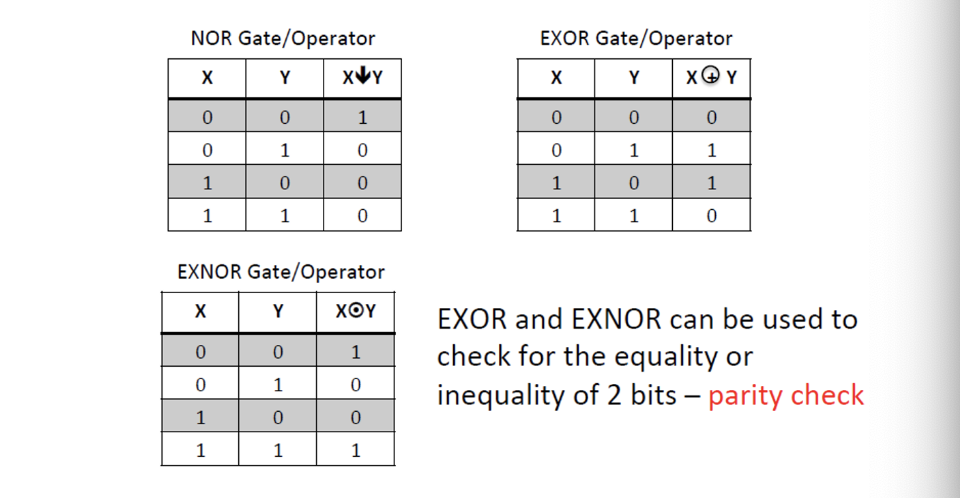 NOR Gate/Operator
X Y X🡻Y
0 0 1
0 1 0
1 0 0
1 1 0
EXOR Gate/Operator
X Y X⊕Y
0 0 0
0 1 1
1 0 1
1 1 0
EXNOR Gate/Operator
X Y X⊙Y
0 0 1
0 1 0
1 0 0
1 1 1
EXOR and EXNOR can be used to
check for the equality or
inequality of 2 bits – parity check